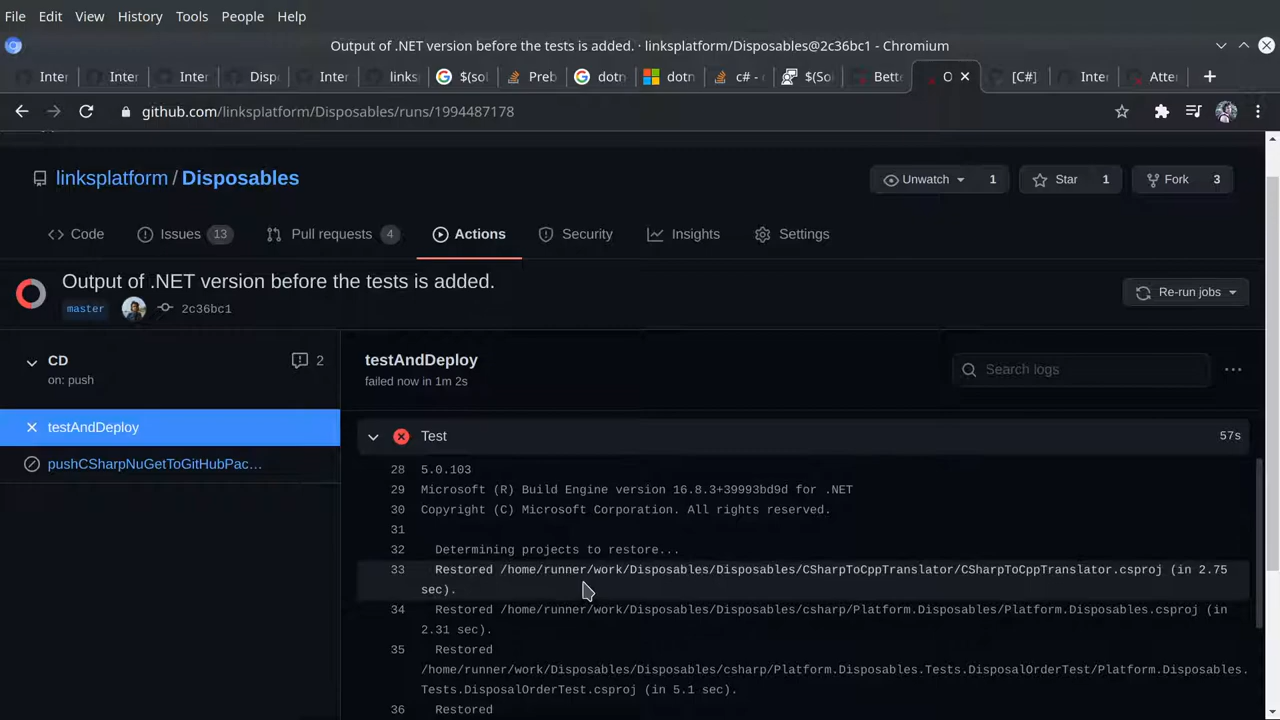 File Edit View History Tools People Help
Output of .NET version before the tests is added. · linksplatform/Disposables@2c36bc1 - Chromium
Inter Inter Inter Disp Inter links $(sol Preb dotn dotn c# - $(So Bett O [C#] Inter Atte
github.com/linksplatform/Disposables/runs/1994487178
linksplatform / Disposables
Unwatch 1 Star 1 Fork 3
Code Issues 13 Pull requests 4 Actions Security Insights Settings
Output of .NET version before the tests is added.
Re-run jobs
master 2c36bc1
CD 2
on: push
testAndDeploy
pushCSharpNuGetToGitHubPac...
testAndDeploy
failed now in 1m 2s
Search logs
Test 57s
28 5.0.103
29 Microsoft (R) Build Engine version 16.8.3+39993bd9d for .NET
30 Copyright (C) Microsoft Corporation. All rights reserved.
31
32 Determining projects to restore...
33 Restored /home/runner/work/Disposables/Disposables/CSharpToCppTranslator/CSharpToCppTranslator.csproj (in 2.75
sec).
34 Restored /home/runner/work/Disposables/Disposables/csharp/Platform.Disposables/Platform.Disposables.csproj (in
2.31 sec).
35 Restored
/home/runner/work/Disposables/Disposables/csharp/Platform.Disposables.Tests.DisposalOrderTest/Platform.Disposables.
Tests.DisposalOrderTest.csproj (in 5.1 sec).
36 Restored